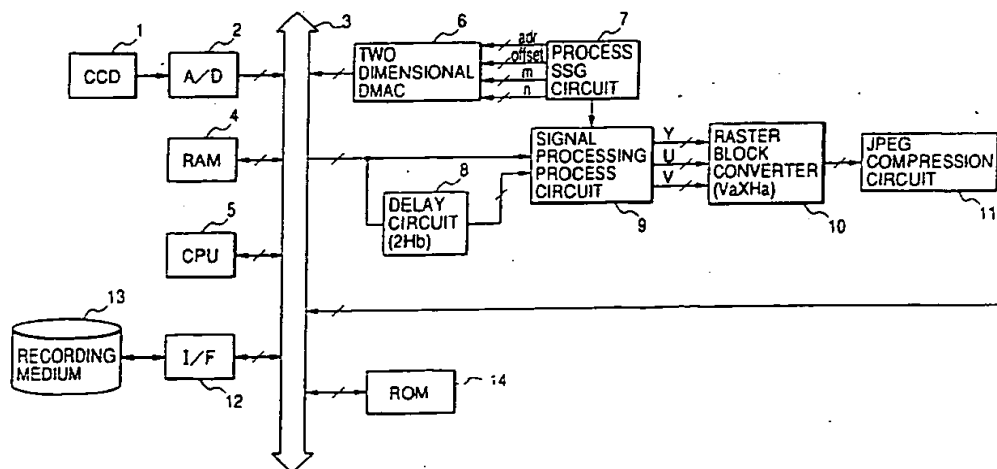 1
2
3
6
7
CCD
A/D
TWO
DIMENSIONAL
DMAC
adr
offset
m
n
PROCESS
SSG
CIRCUIT
4
RAM
8
DELAY
CIRCUIT
(2Hb)
SIGNAL
PROCESSING
PROCESS
CIRCUIT
9
Y
U
V
RASTER
BLOCK
CONVERTER
(VaXHa)
10
JPEG
COMPRESSION
CIRCUIT
11
5
CPU
13
RECORDING
MEDIUM
I/F
12
ROM
14